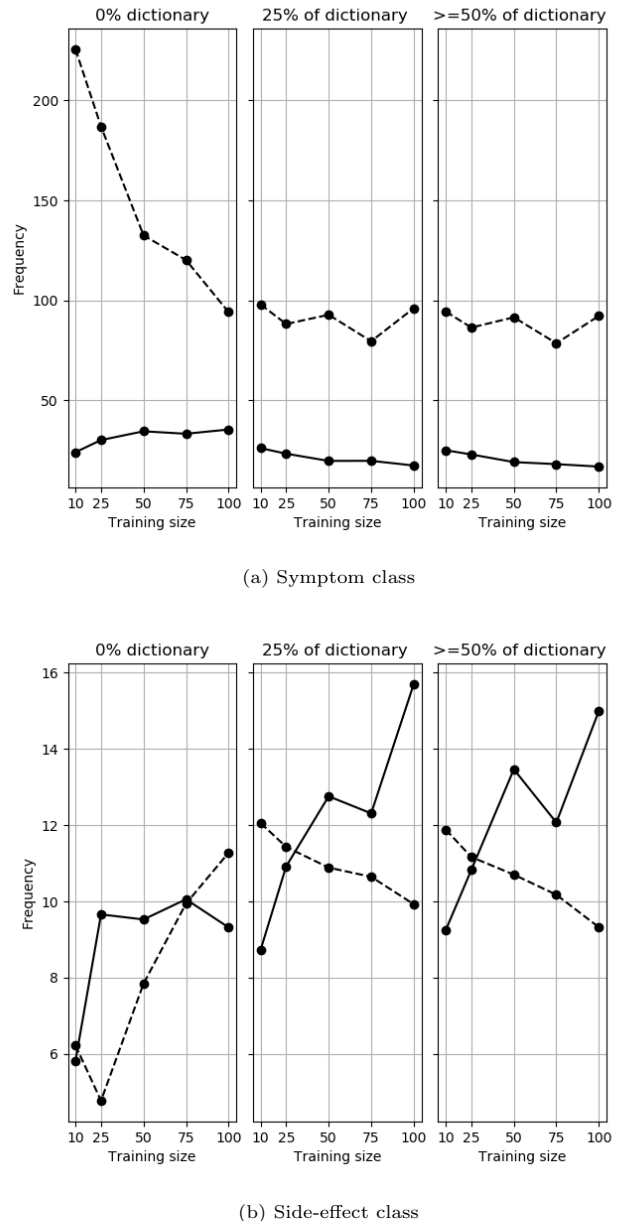 0% dictionary 25% of dictionary >=50% of dictionary
200
150
100
50
Frequency
10 25 50 75 100 10 25 50 75 100 10 25 50 75 100
Training size Training size Training size
(a) Symptom class
0% dictionary 25% of dictionary >=50% of dictionary
16
14
12
10
8
6
Frequency
10 25 50 75 100 10 25 50 75 100 10 25 50 75 100
Training size Training size Training size
(b) Side-effect class